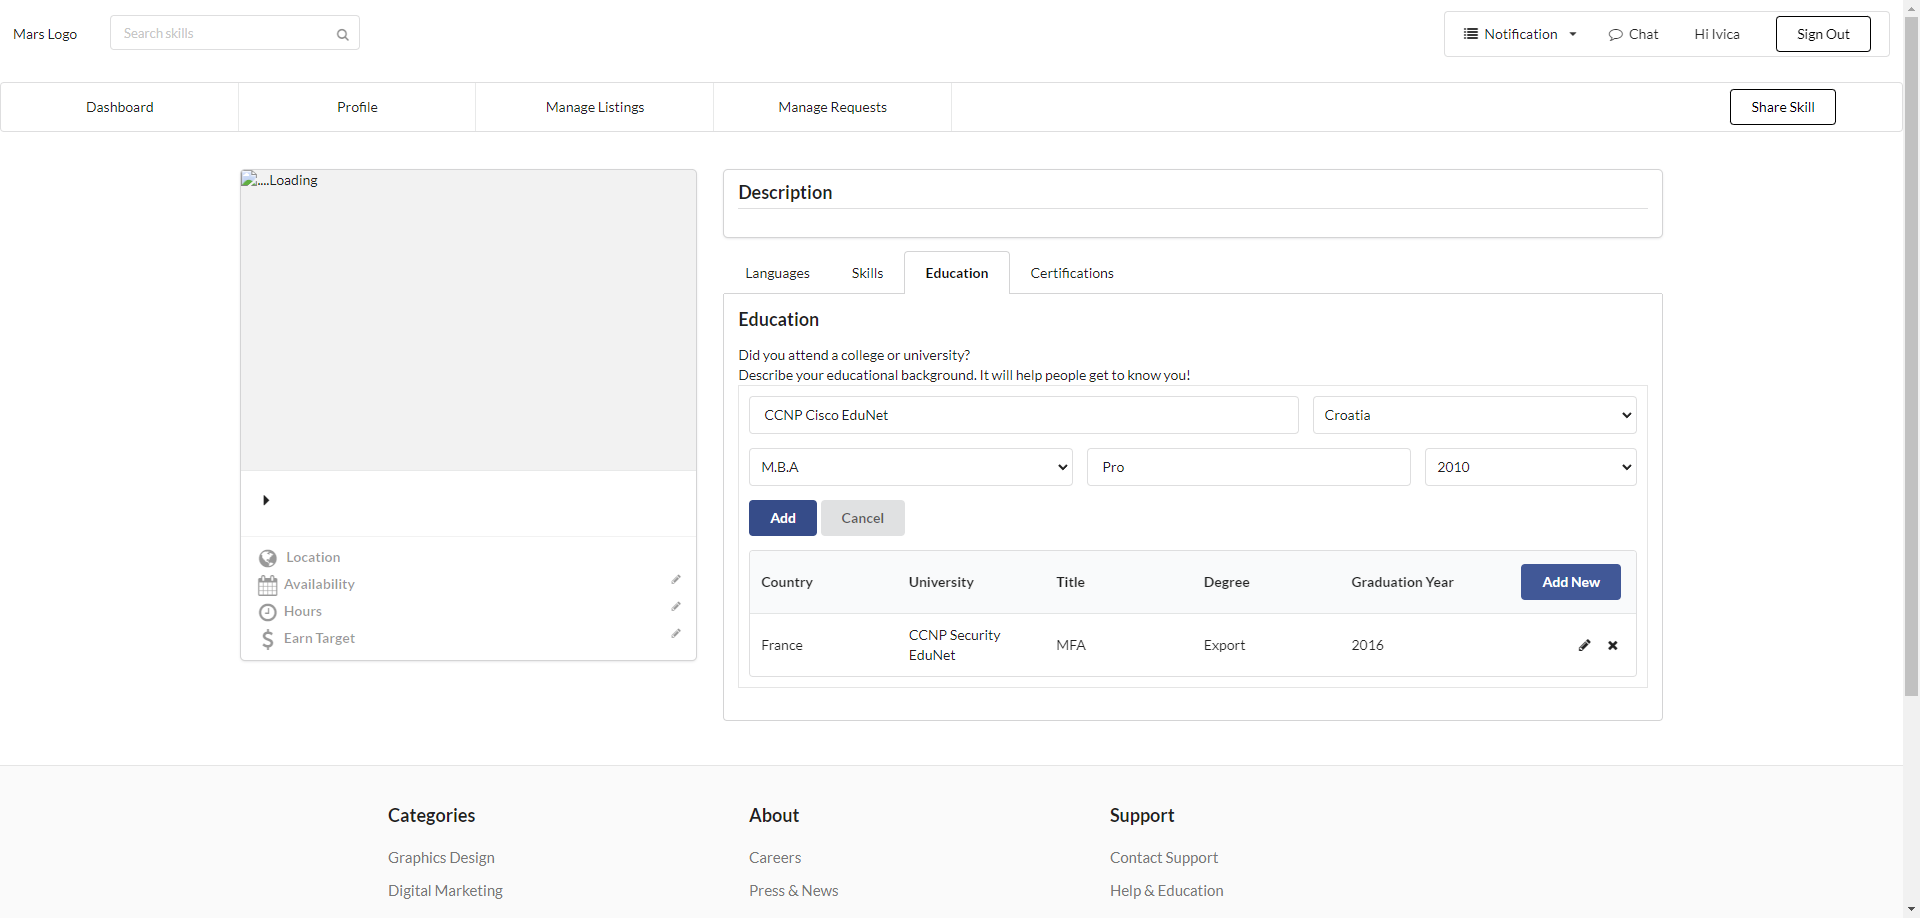 Mars Logo
Search skills
Notification
Chat
Hi Ivica
Sign Out
Dashboard
Profile
Manage Listings
Manage Requests
Share Skill
....Loading
Location
Availability
Hours
Earn Target
Description
Languages
Skills
Education
Certifications
Education
Did you attend a college or university?
Describe your educational background. It will help people get to know you!
CCNP Cisco EduNet
Croatia
M.B.A
Pro
2010
Add
Cancel
Country
University
Title
Degree
Graduation Year
Add New
France
CCNP Security
EduNet
MFA
Export
2016
Categories
About
Support
Graphics Design
Careers
Contact Support
Digital Marketing
Press & News
Help & Education